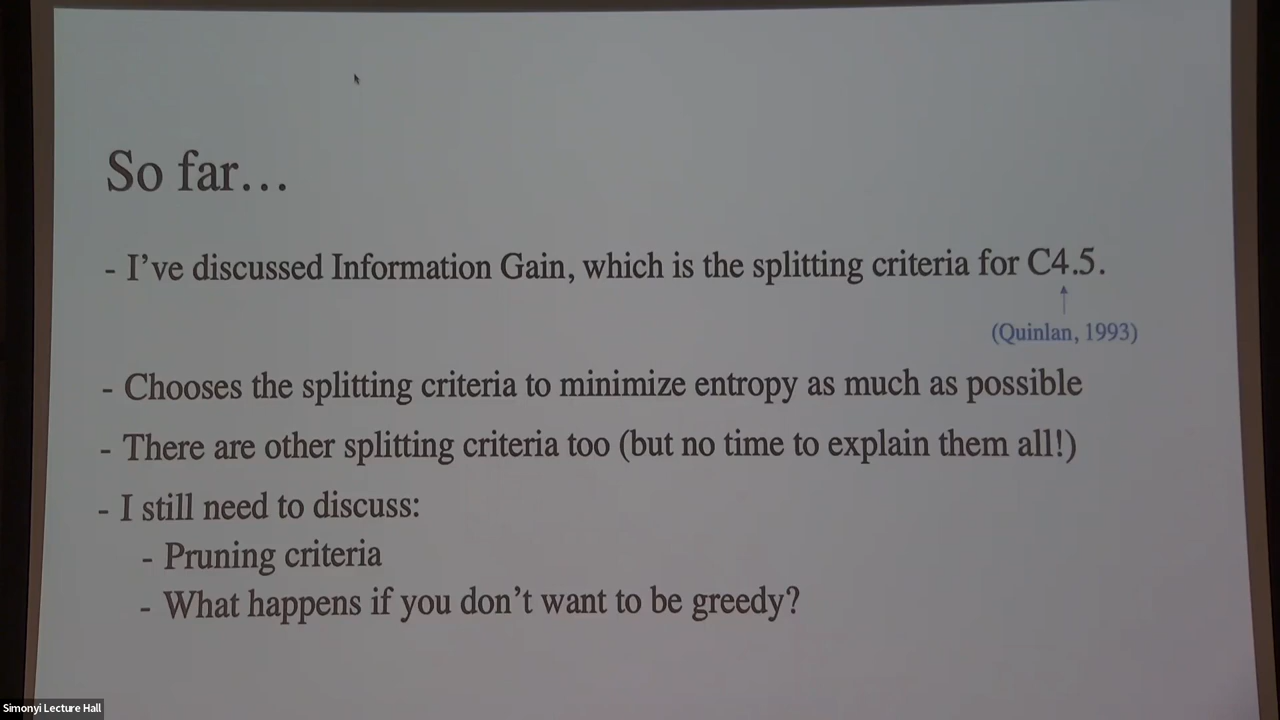 So far...
- I've discussed Information Gain, which is the splitting criteria for C4.5.
(Quinlan, 1993)
- Chooses the splitting criteria to minimize entropy as much as possible
- There are other splitting criteria too (but no time to explain them all!)
- I still need to discuss:
- Pruning criteria
- What happens if you don't want to be greedy?
Simonyi Lecture Hall